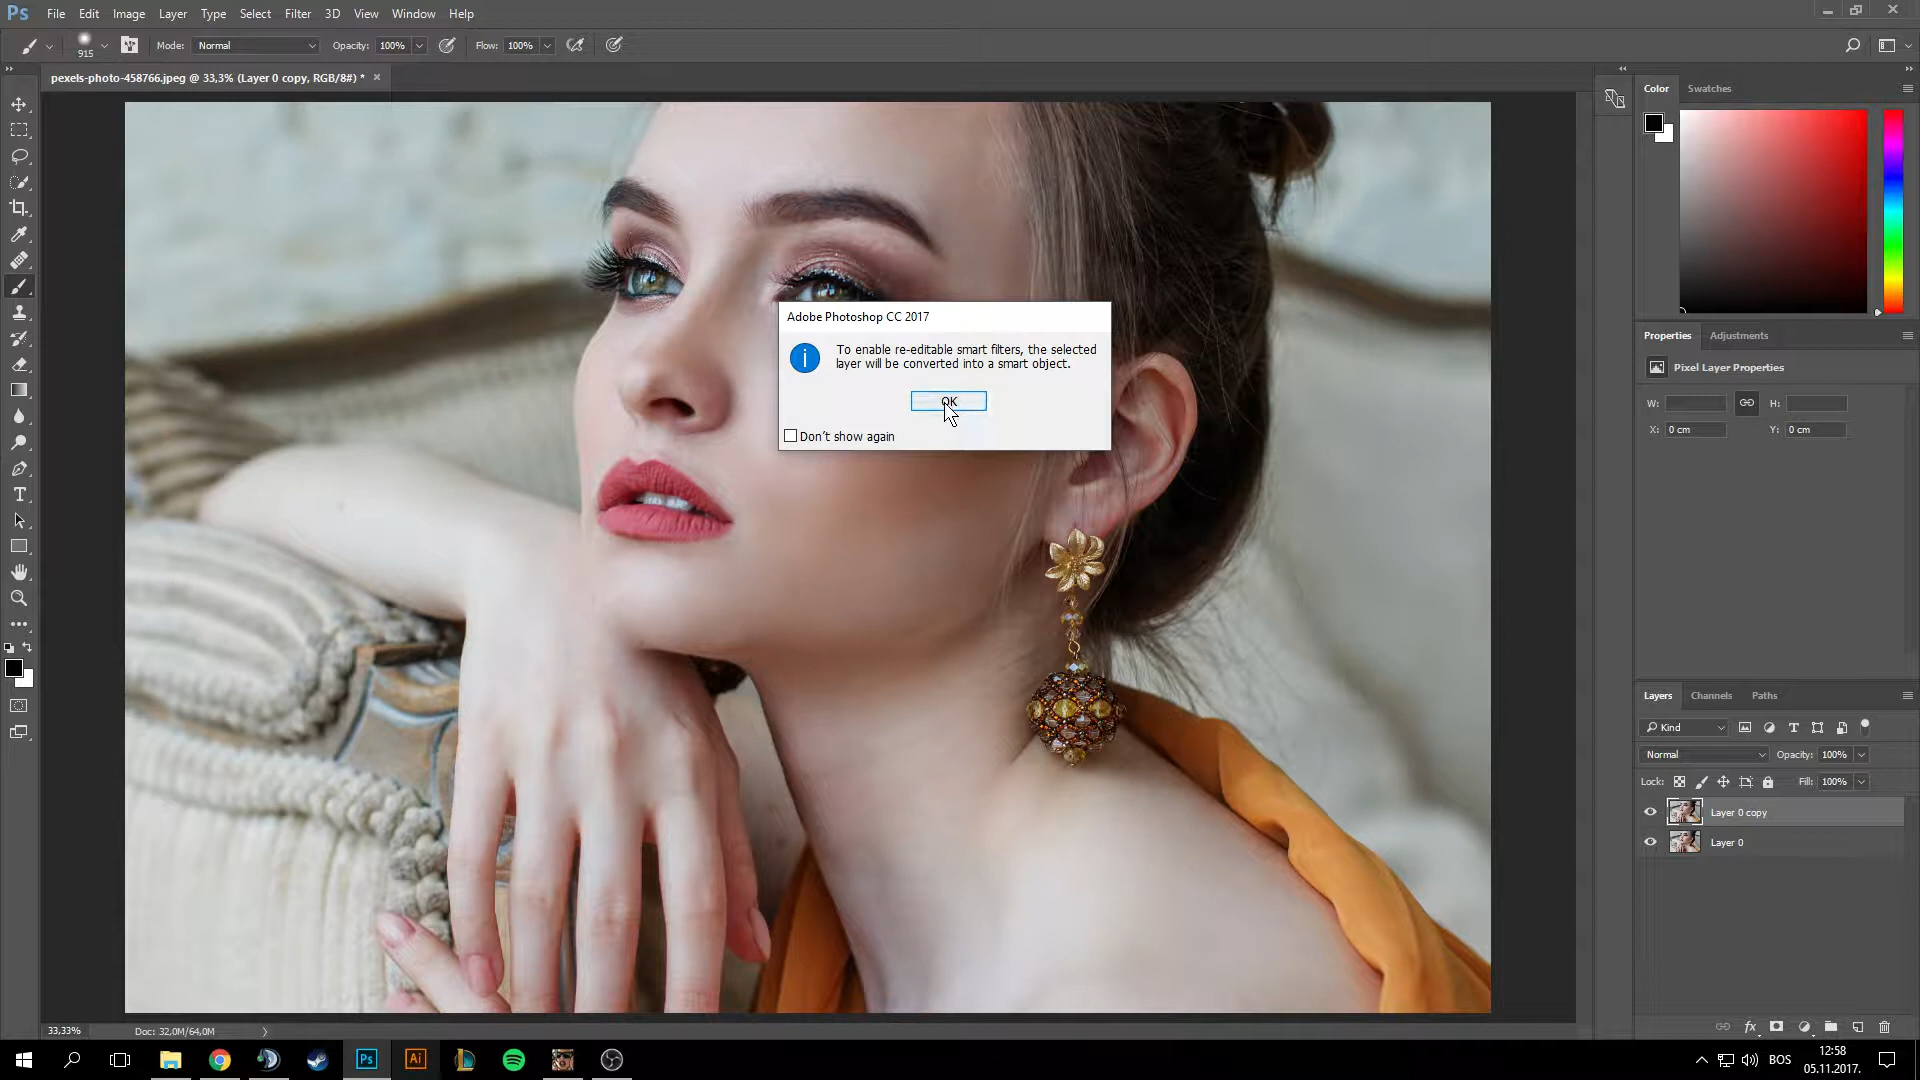 Ps File Edit Image Layer Type Select Filter 3D View Window Help
915 Mode: Normal Opacity: 100% Flow: 100%
pexels-photo-458766.jpeg @ 33,3% (Layer 0 copy, RGB/8#) * ×
Color Swatches
Adobe Photoshop CC 2017
To enable re-editable smart filters, the selected
layer will be converted into a smart object.
OK
Don't show again
Properties Adjustments
Pixel Layer Properties
W: H:
X: 0 cm Y: 0 cm
Layers Channels Paths
Kind
Normal Opacity: 100%
Lock: Fill: 100%
Layer 0 copy
Layer 0
fx
33,33% Doc: 32,0M/64,0M
Ps Ai BOS 12:58
05.11.2017.